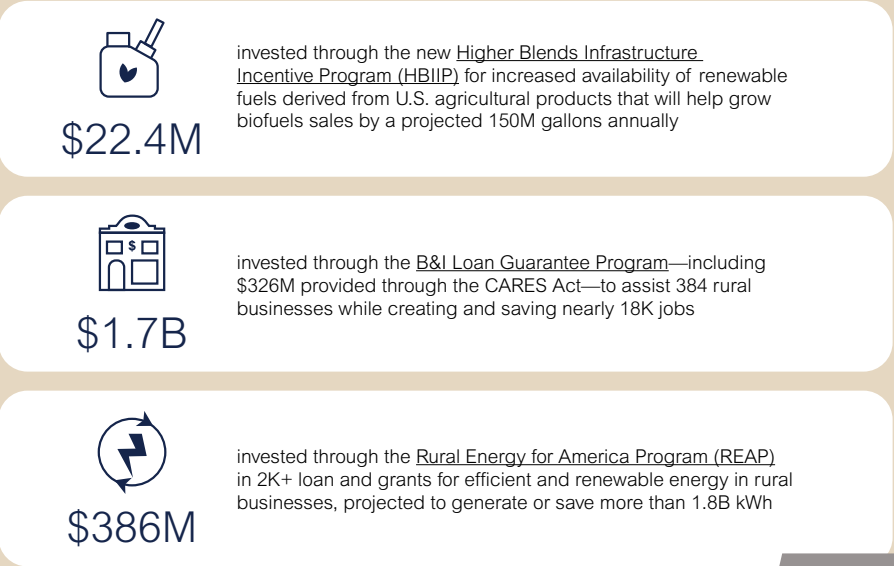 invested through the new Higher Blends Infrastructure
Incentive Program (HBIIP) for increased availability of renewable
fuels derived from U.S. agricultural products that will help grow
biofuels sales by a projected 150M gallons annually
$22.4M
$
invested through the B&I Loan Guarantee Program—including
$326M provided through the CARES Act—to assist 384 rural
businesses while creating and saving nearly 18K jobs
$1.7B
invested through the Rural Energy for America Program (REAP)
in 2K+ loan and grants for efficient and renewable energy in rural
businesses, projected to generate or save more than 1.8B kWh
$386M